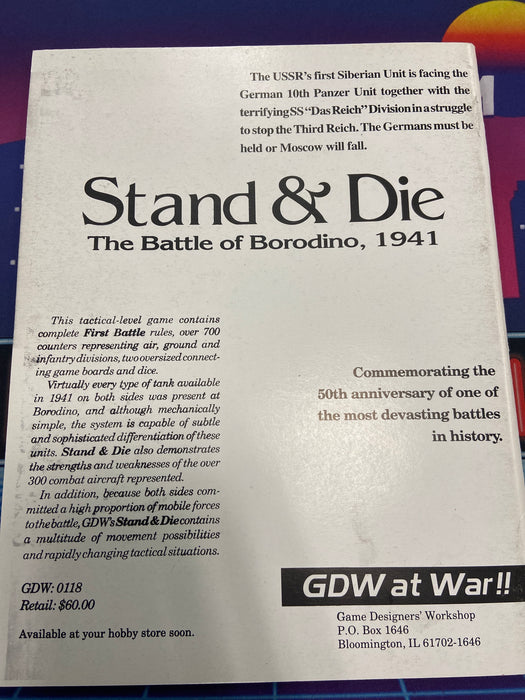 The USSR's first Siberian Unit is facing the
German 10th Panzer Unit together with the
terrifying SS "Das Reich" Division in a struggle
to stop the Third Reich. The Germans must be
held or Moscow will fall.
Stand & Die
The Battle of Borodino, 1941
This tactical-level game contains
complete First Battle rules, over 700
counters representing air, ground and
infantry divisions, two oversized connect-
ing game boards and dice.
Virtually every type of tank available
in 1941 on both sides was present at
Borodino, and although mechanically
simple, the system is capable of subtle
and sophisticated differentiation of these
units. Stand & Die also demonstrates
the strengths and weaknesses of the over
300 combat aircraft represented.
In addition, because both sides com-
mitted a high proportion of mobile forces
to the battle, GDW's Stand & Die contains
a multitude of movement possibilities
and rapidly changing tactical situations.
Commemorating the
50th anniversary of one of
the most devasting battles
in history.
GDW: 0118
Retail: $60.00
Available at your hobby store soon.
GDW at War!!
Game Designers' Workshop
P.O. Box 1646
Bloomington, IL 61702-1646